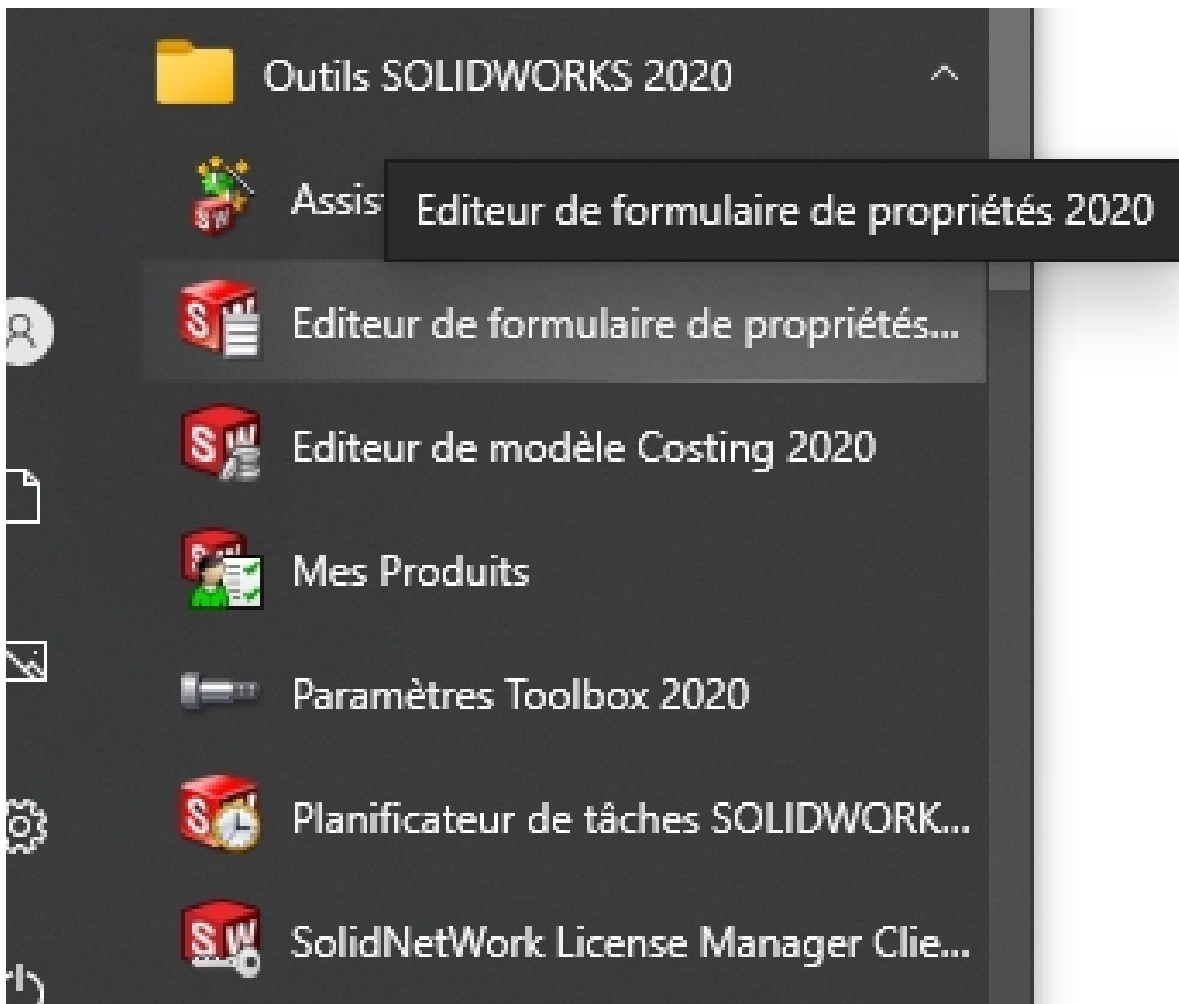 Outils SOLIDWORKS 2020
Assis
Editeur de formulaire de propriétés 2020
Editeur de formulaire de propriétés...
Editeur de modèle Costing 2020
Mes Produits
Paramètres Toolbox 2020
Planificateur de tâches SOLIDWORK...
SolidNetWork License Manager Clie...